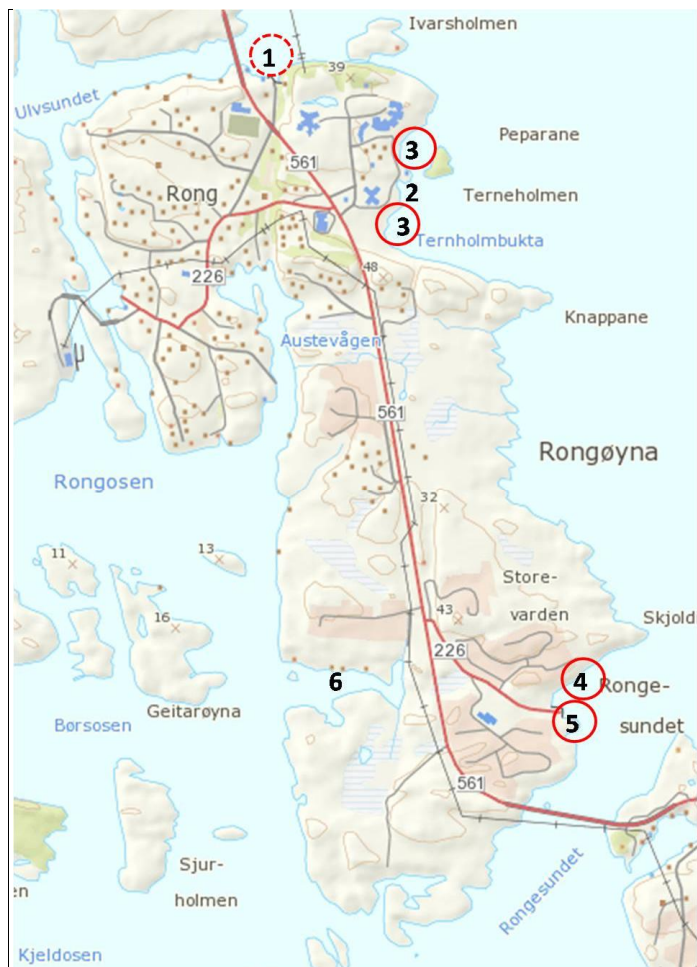 Ivarsholmen
1
39
Ulvsundet
Peparane
3
561
Rong
2
Terneholmen
3
Ternholmbukta
48
226
Knappane
Austevågen
561
Rongøyna
Rongosen
32
13
11
Store-
varden
43
16
Skjold
226
6
4
Ronge-
Geitarøyna
5
sundet
Børsosen
561
Sjur-
holmen
en
Rongesundet
Kjeldosen